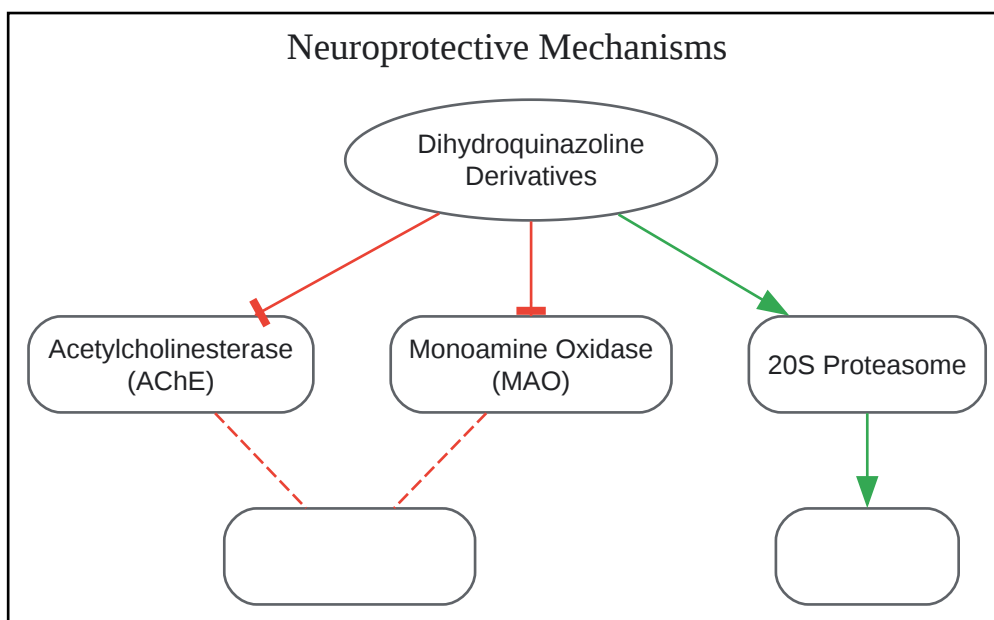 Neuroprotective Mechanisms
Dihydroquinazoline
Derivatives
Acetylcholinesterase
(AChE)
Monoamine Oxidase
(MAO)
20S Proteasome